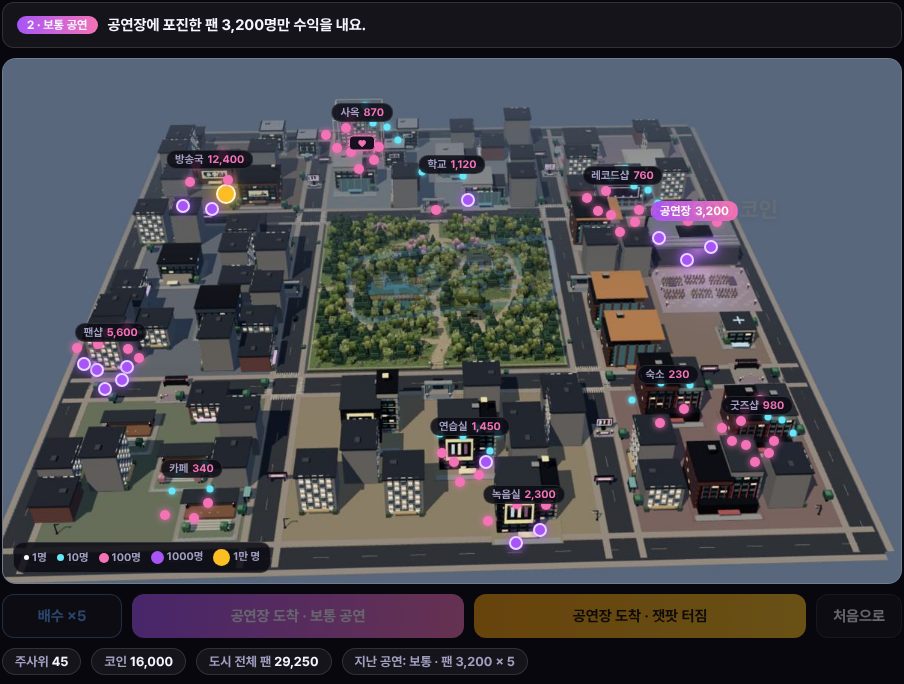 2 · 보통 공연 공연장에 포진한 팬 3,200명만 수익을 내요.
사옥 870
방송국 12,400
학교 1,120
레코드샵 760
공연장 3,200
코인
팬샵 5,600
숙소 230
굿즈샵 980
연습실 1,450
카페 340
녹음실 2,300
1명 10명 100명 1000명 1만 명
배수 ×5 공연장 도착 · 보통 공연 공연장 도착 · 잿팟 터짐 처음으로
주사위 45 코인 16,000 도시 전체 팬 29,250 지난 공연: 보통 · 팬 3,200 × 5